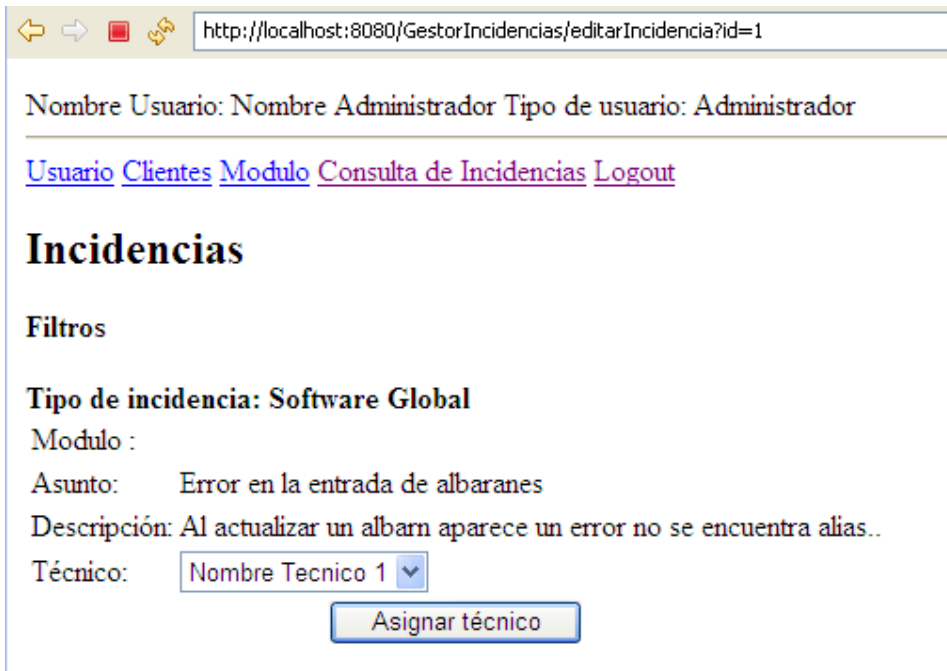 http://localhost:8080/GestorIncidencias/editarIncidencia?id=1
Nombre Usuario: Nombre Administrador Tipo de usuario: Administrador
Usuario Clientes Modulo Consulta de Incidencias Logout
Incidencias
Filtros
Tipo de incidencia: Software Global
Modulo :
Asunto: Error en la entrada de albaranes
Descripción: Al actualizar un albarn aparece un error no se encuentra alias..
Técnico: Nombre Tecnico 1
Asignar técnico